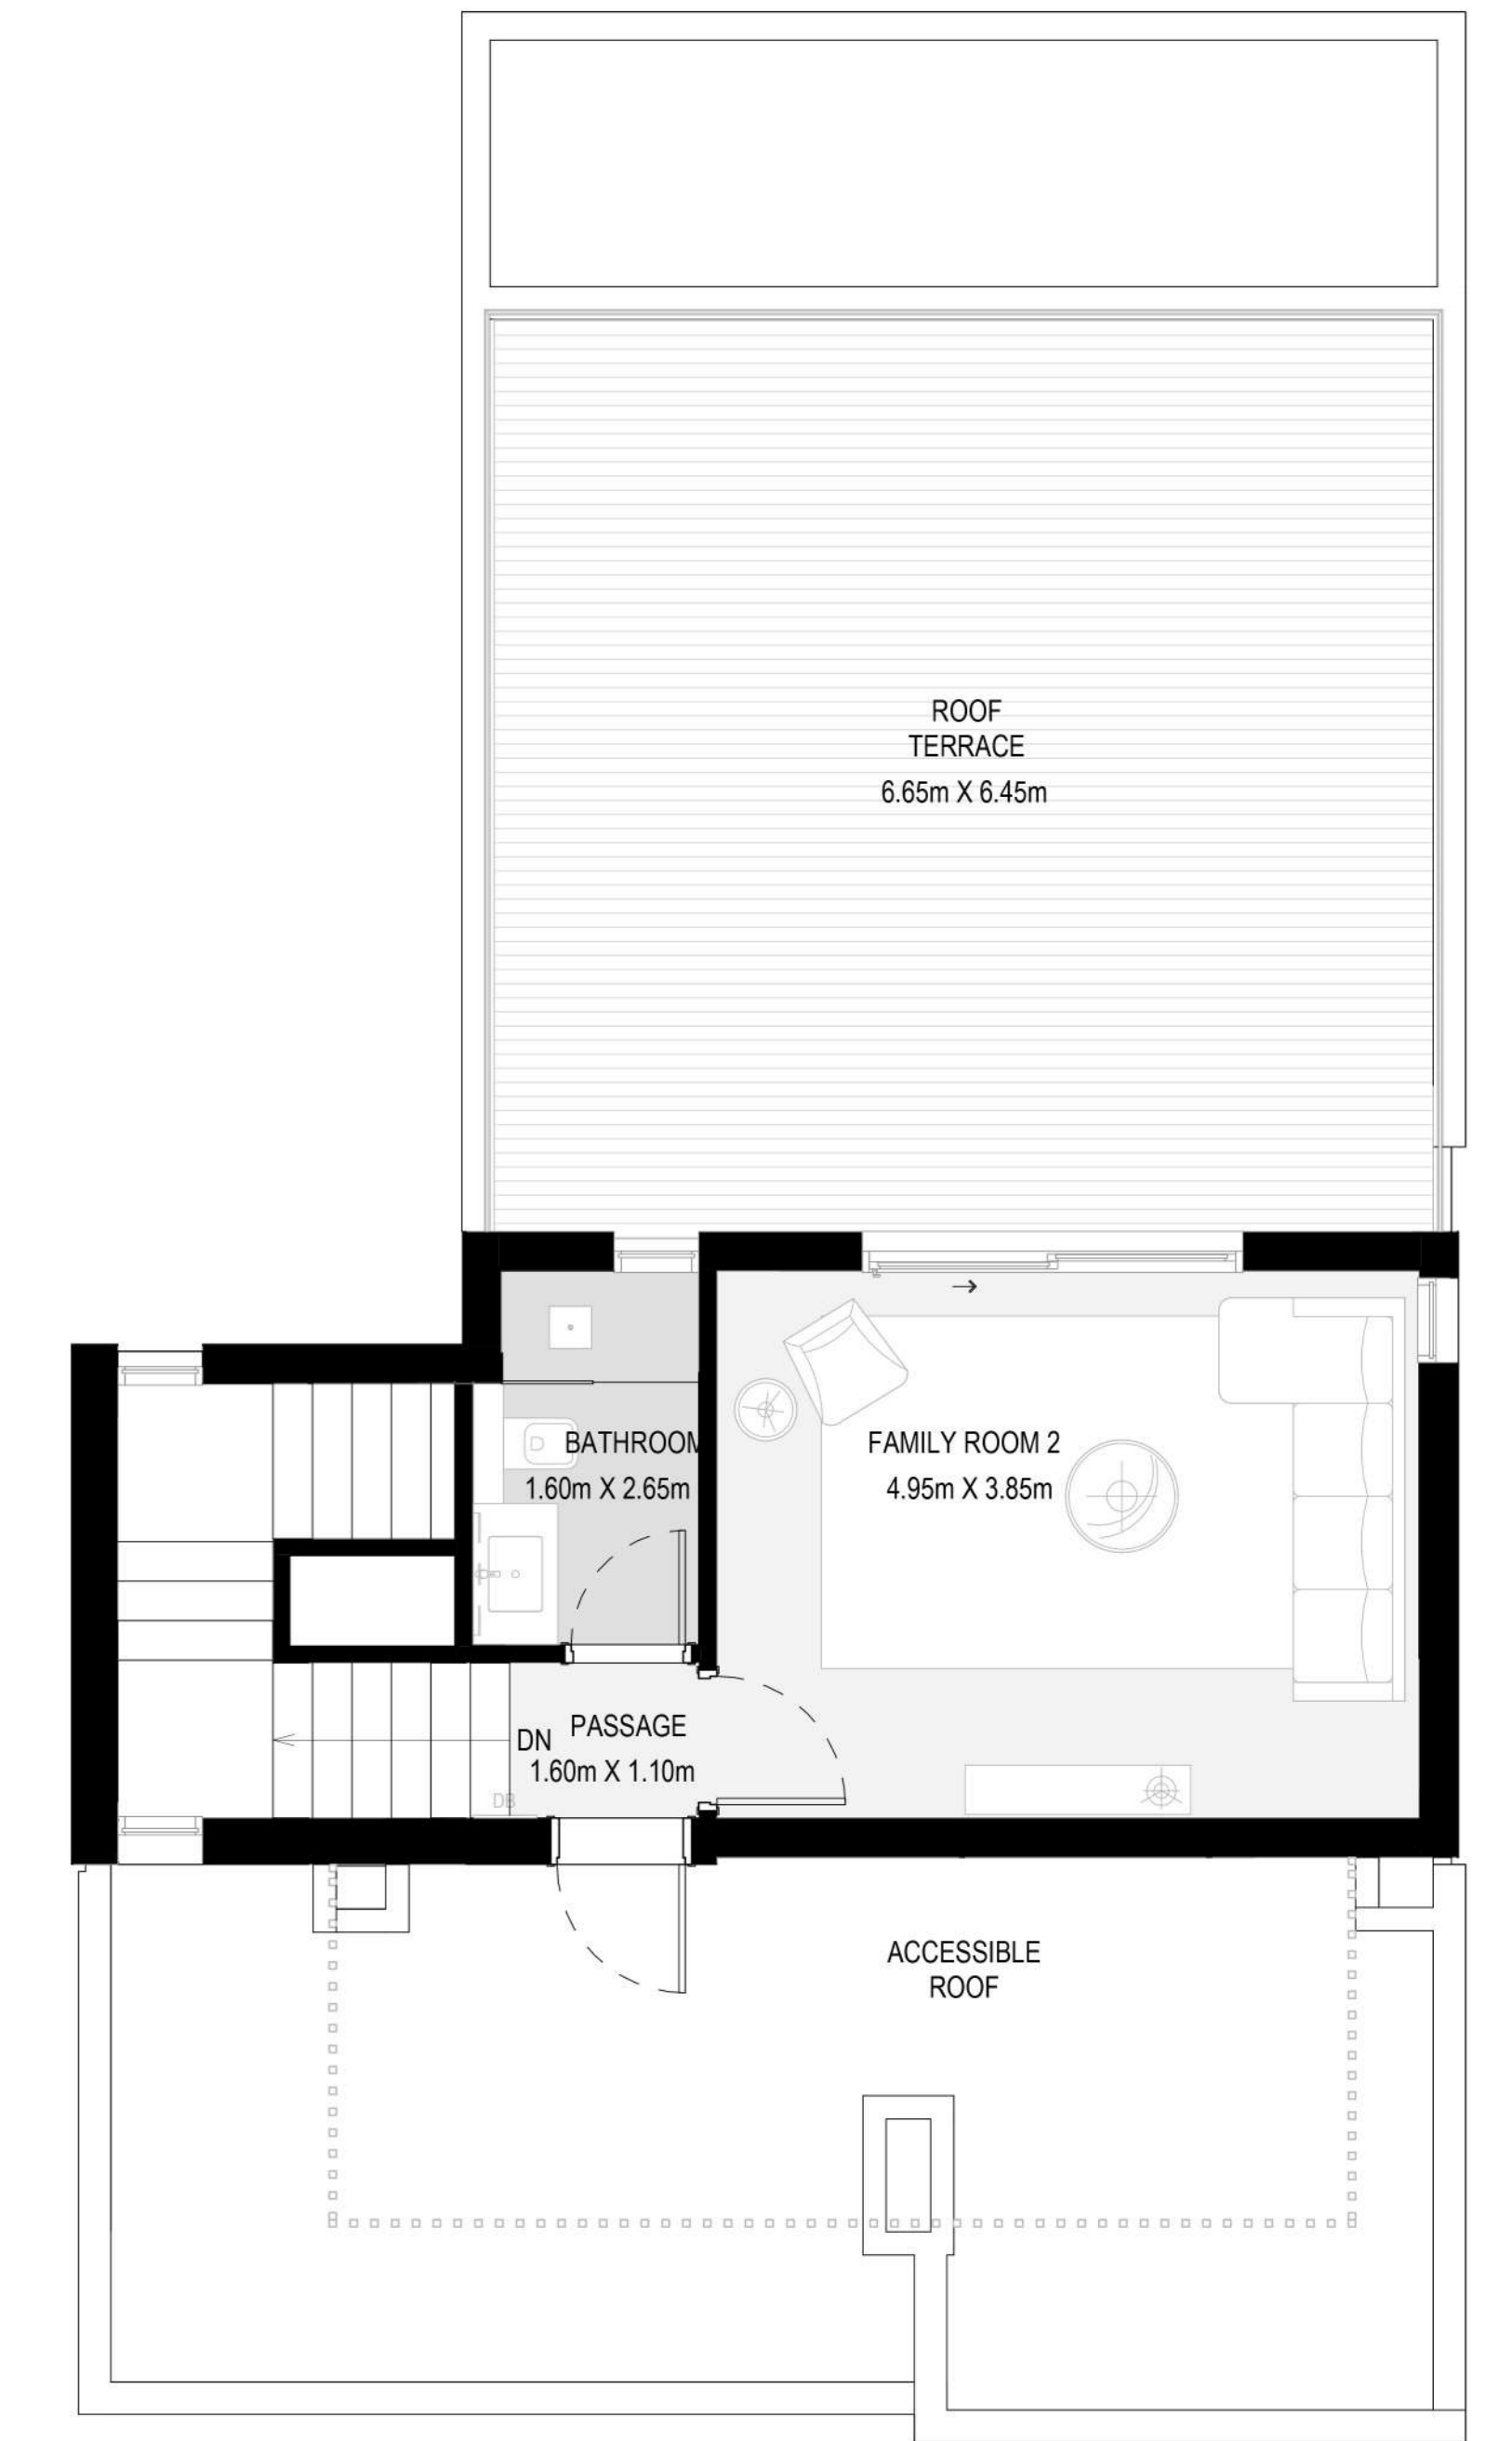 ROOF
TERRACE
6.65m X 6.45m
BATHROOM
1.60m X 2.65m
FAMILY ROOM 2
4.95m X 3.85m
DN
PASSAGE
1.60m X 1.10m
DB
ACCESSIBLE
ROOF